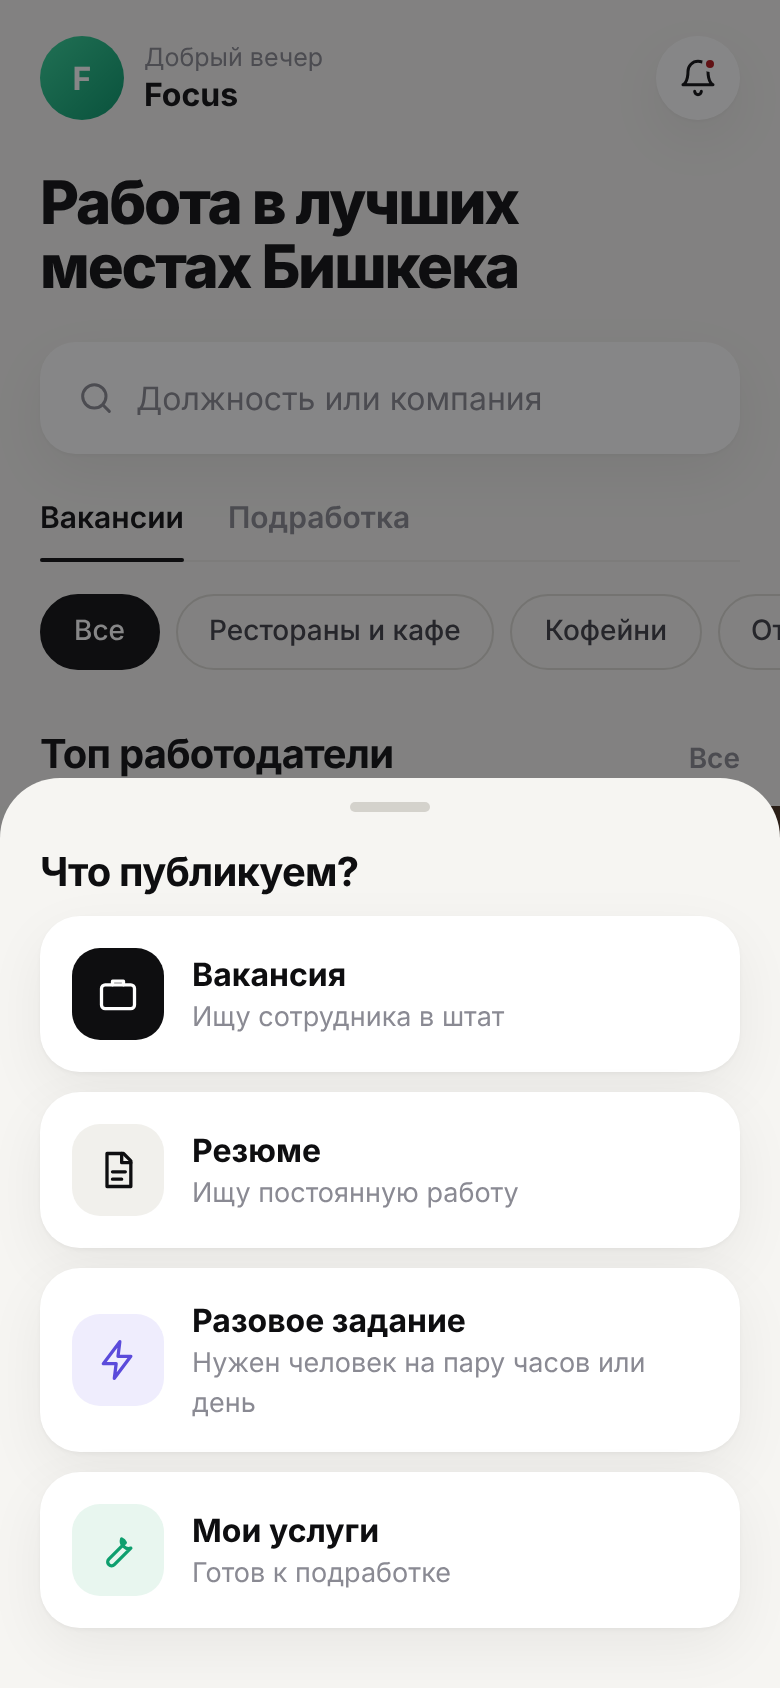 F
Добрый вечер
Focus
Работа в лучших
местах Бишкека
Должность или компания
Вакансии Подработка
Все Рестораны и кафе Кофейни От
Топ работодатели Все
Что публикуем?
Вакансия
Ищу сотрудника в штат
Резюме
Ищу постоянную работу
Разовое задание
Нужен человек на пару часов или
день
Мои услуги
Готов к подработке